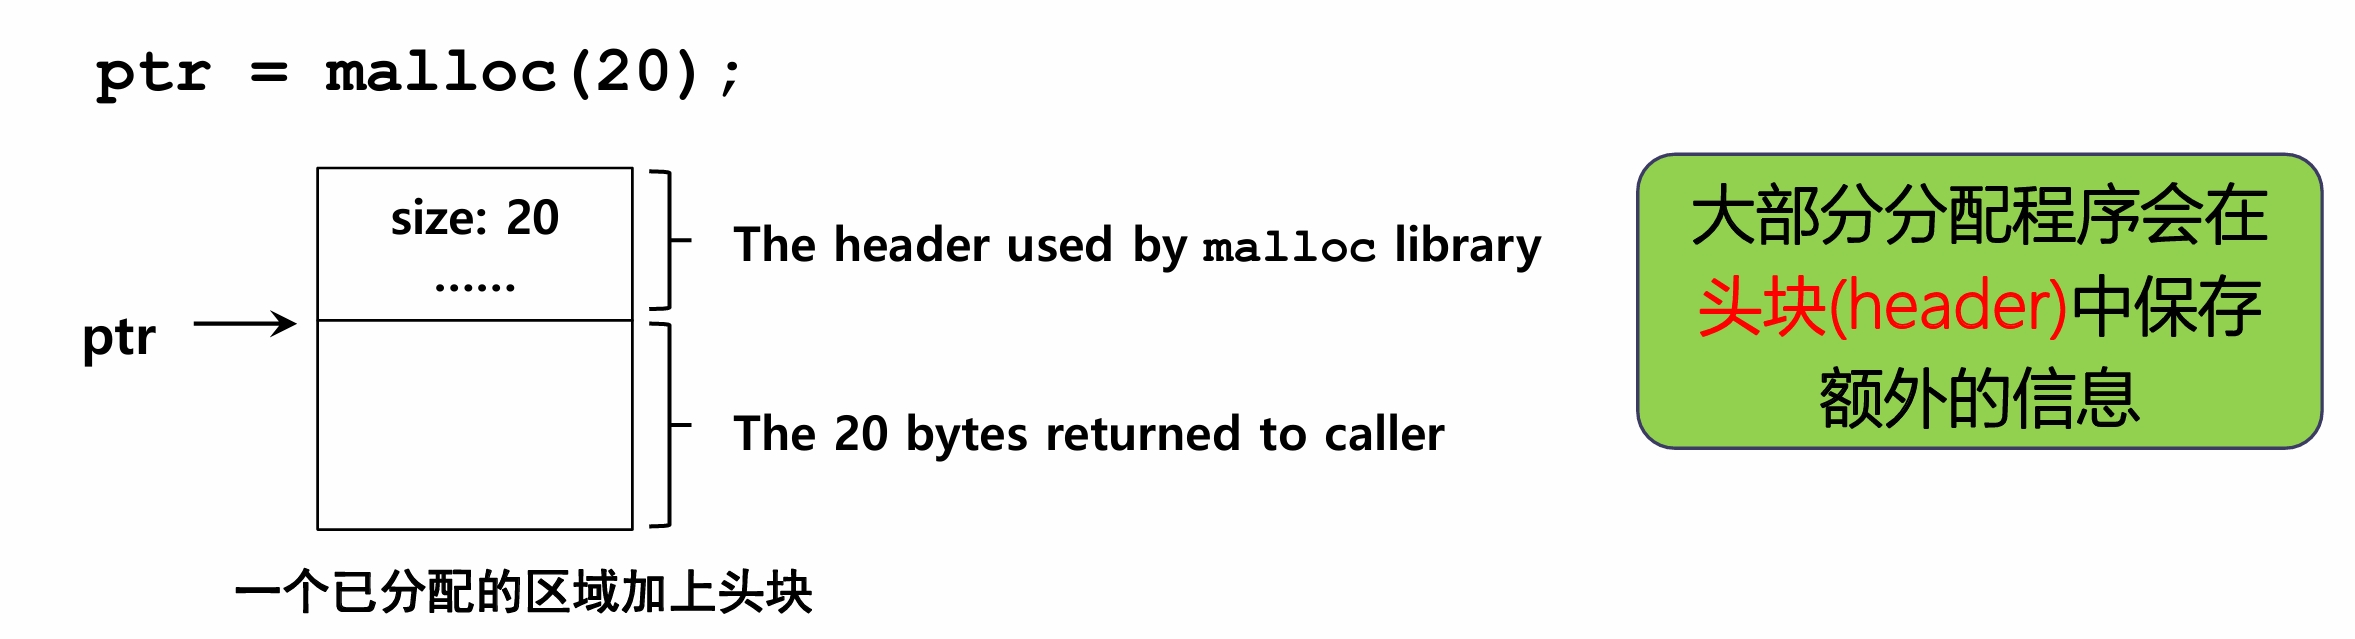 ptr = malloc(20);
size: 20
......
The header used by malloc library
ptr
The 20 bytes returned to caller
一个已分配的区域加上头块
大部分分配程序会在
头块(header)中保存
额外的信息